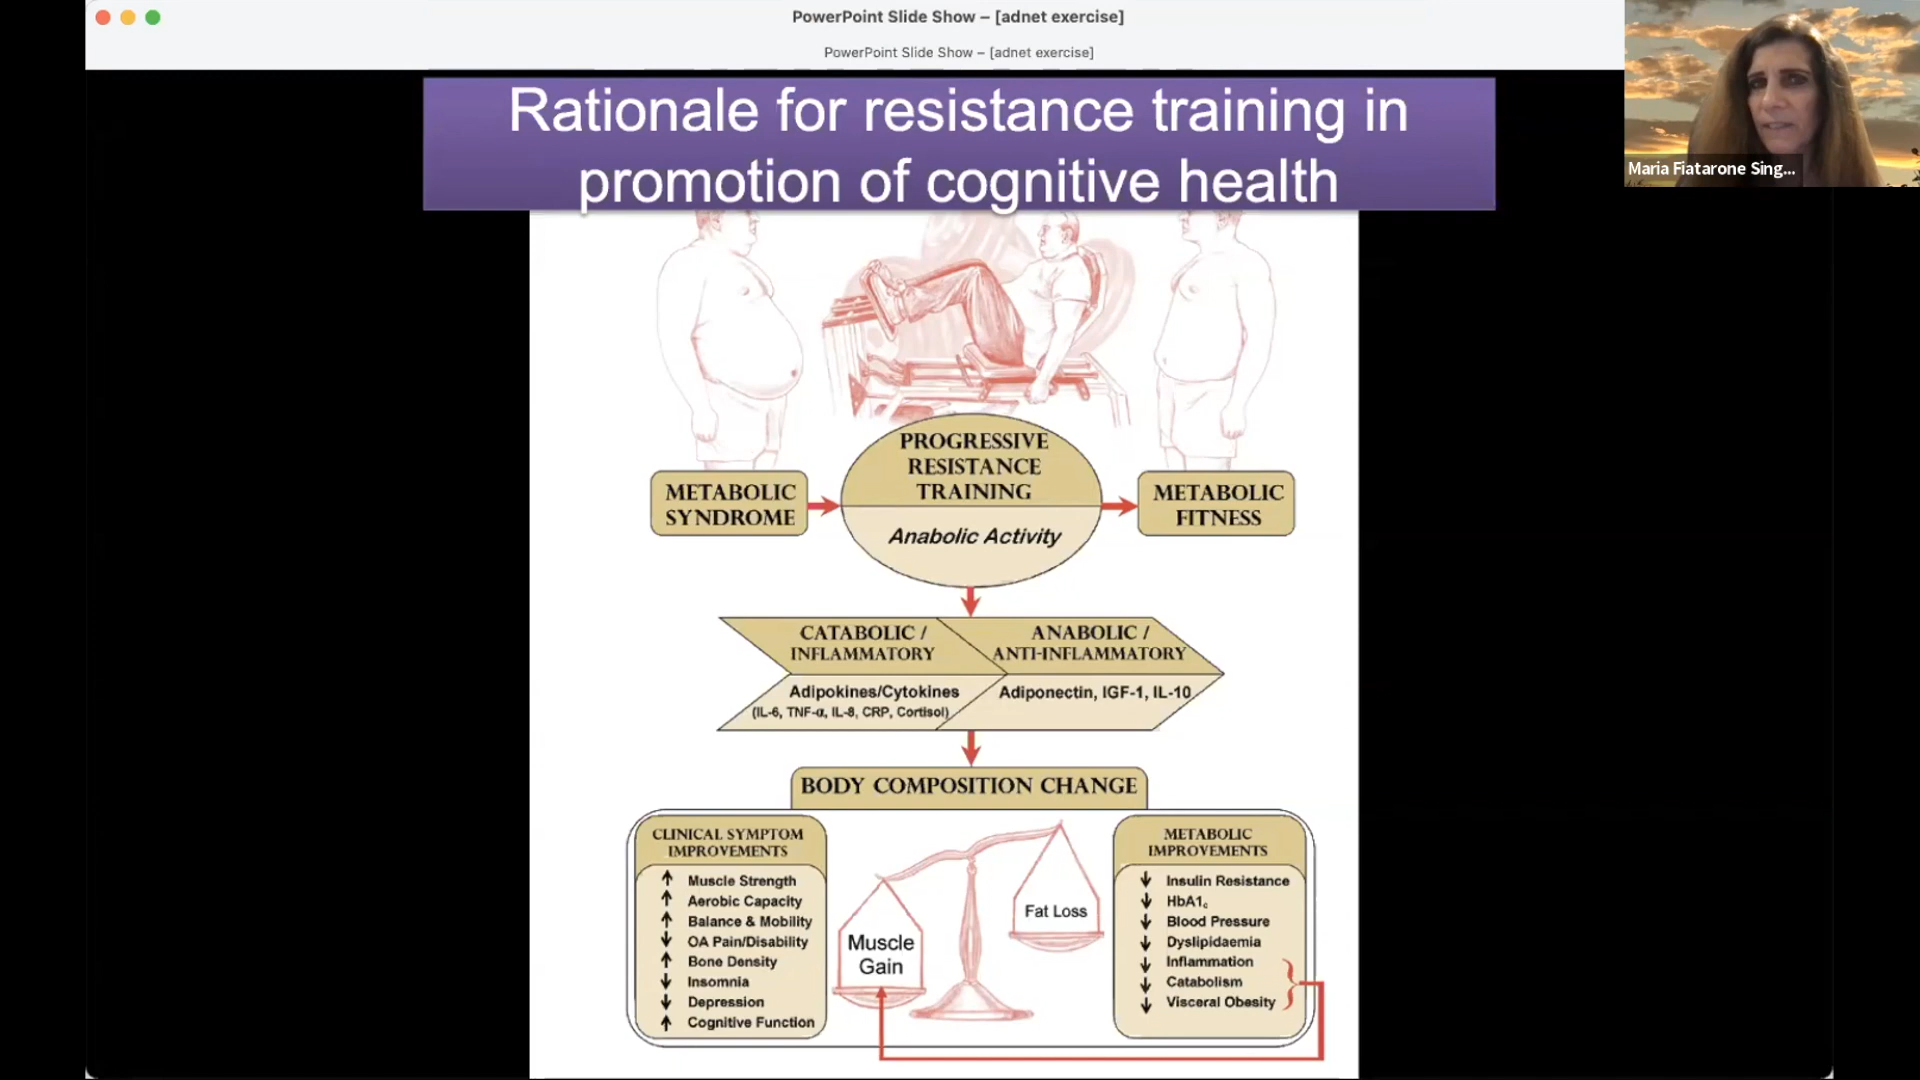 PowerPoint Slide Show – [adnet exercise]
PowerPoint Slide Show – [adnet exercise]
Maria Fiatarone Sing...
Rationale for resistance training in
promotion of cognitive health
METABOLIC
SYNDROME
PROGRESSIVE
RESISTANCE
TRAINING
Anabolic Activity
METABOLIC
FITNESS
CATABOLIC /
INFLAMMATORY
Adipokines/Cytokines
(IL-6, TNF-α, IL-8, CRP, Cortisol)
ANABOLIC /
ANTI-INFLAMMATORY
Adiponectin, IGF-1, IL-10
BODY COMPOSITION CHANGE
CLINICAL SYMPTOM
IMPROVEMENTS
↑ Muscle Strength
↑ Aerobic Capacity
↑ Balance & Mobility
↓ OA Pain/Disability
↑ Bone Density
↓ Insomnia
↓ Depression
↑ Cognitive Function
Muscle
Gain
Fat Loss
METABOLIC
IMPROVEMENTS
↓ Insulin Resistance
↓ HbA1c
↓ Blood Pressure
↓ Dyslipidaemia
↓ Inflammation
↓ Catabolism
↓ Visceral Obesity